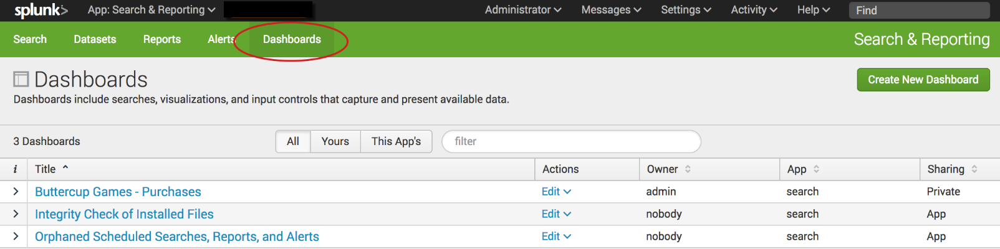 splunk> App: Search & Reporting Administrator Messages Settings Activity Help Find
Search Datasets Reports Alerts Dashboards Search & Reporting
Dashboards Create New Dashboard
Dashboards include searches, visualizations, and input controls that capture and present available data.
3 Dashboards All Yours This App's filter
i Title Actions Owner App Sharing
Buttercup Games - Purchases Edit admin search Private
Integrity Check of Installed Files Edit nobody search App
Orphaned Scheduled Searches, Reports, and Alerts Edit nobody search App